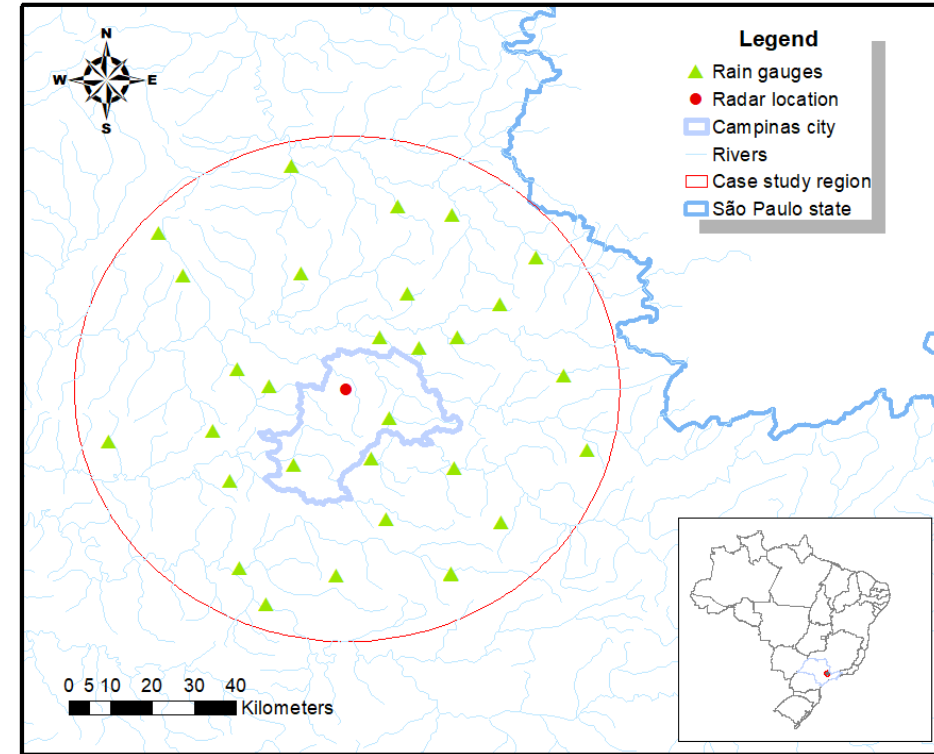 N
W E
S
Legend
Rain gauges
Radar location
Campinas city
Rivers
Case study region
São Paulo state
0 5 10 20 30 40
Kilometers